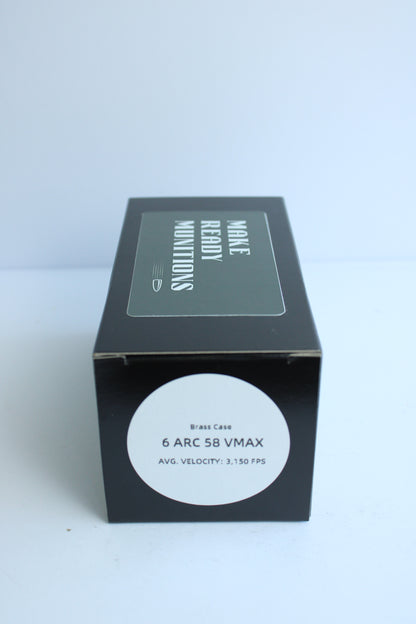 MAKE
READY
MUNITIONS
Brass Case
6 ARC 58 VMAX
AVG. VELOCITY: 3,150 FPS